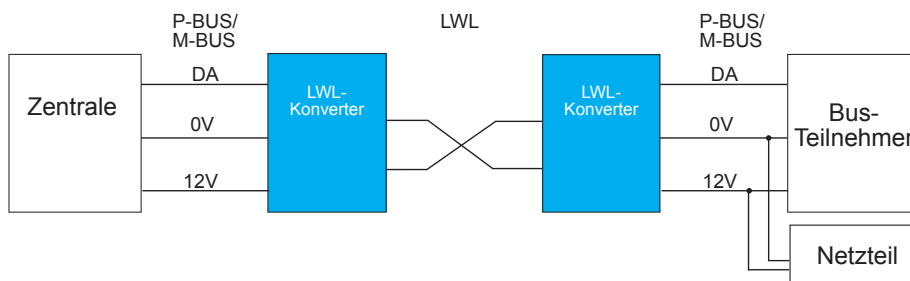 P-BUS/
M-BUS
LWL
P-BUS/
M-BUS
Zentrale
DA
0V
12V
LWL-
Konverter
LWL-
Konverter
DA
0V
12V
Bus-
Teilnehmer
Netzteil